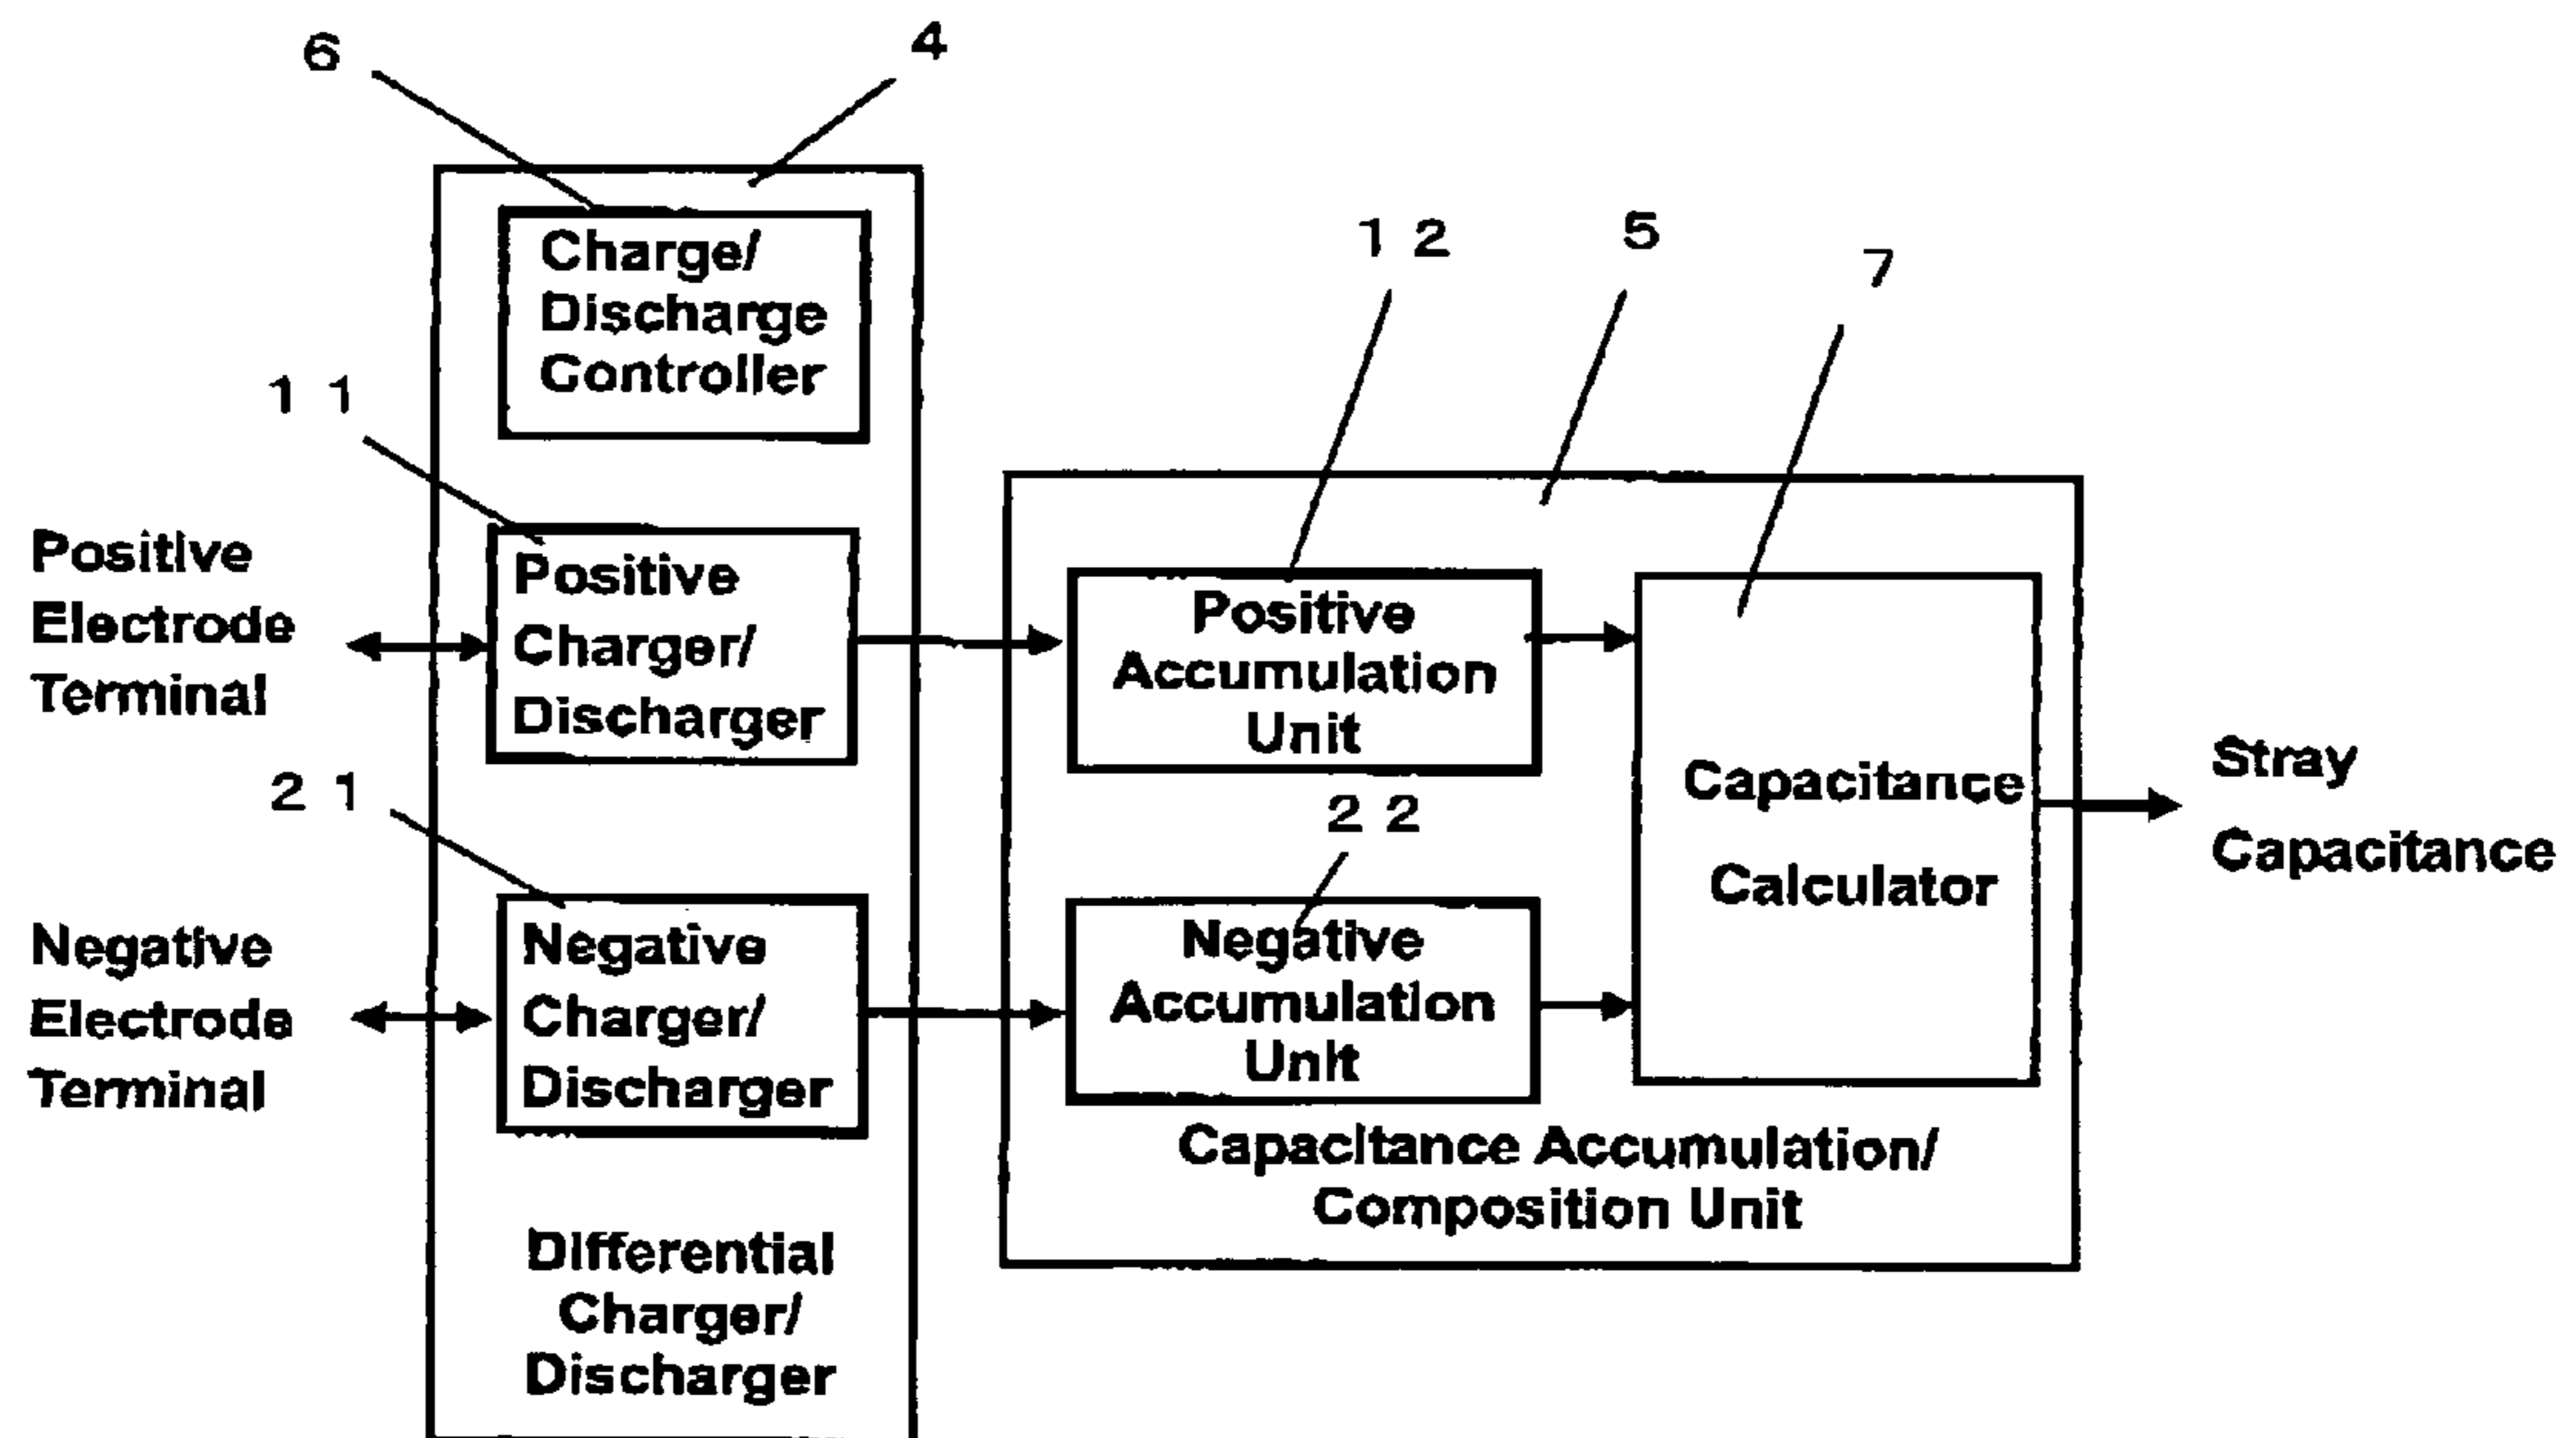 6
4
Charge/
Discharge
Controller
1 1
1 2
5
7
Positive
Electrode
Terminal
Positive
Charger/
Discharger
Positive
Accumulation
Unit
Capacitance
Calculator
Stray
Capacitance
2 1
2 2
Negative
Electrode
Terminal
Negative
Charger/
Discharger
Negative
Accumulation
Unit
Capacitance Accumulation/
Composition Unit
Differential
Charger/
Discharger